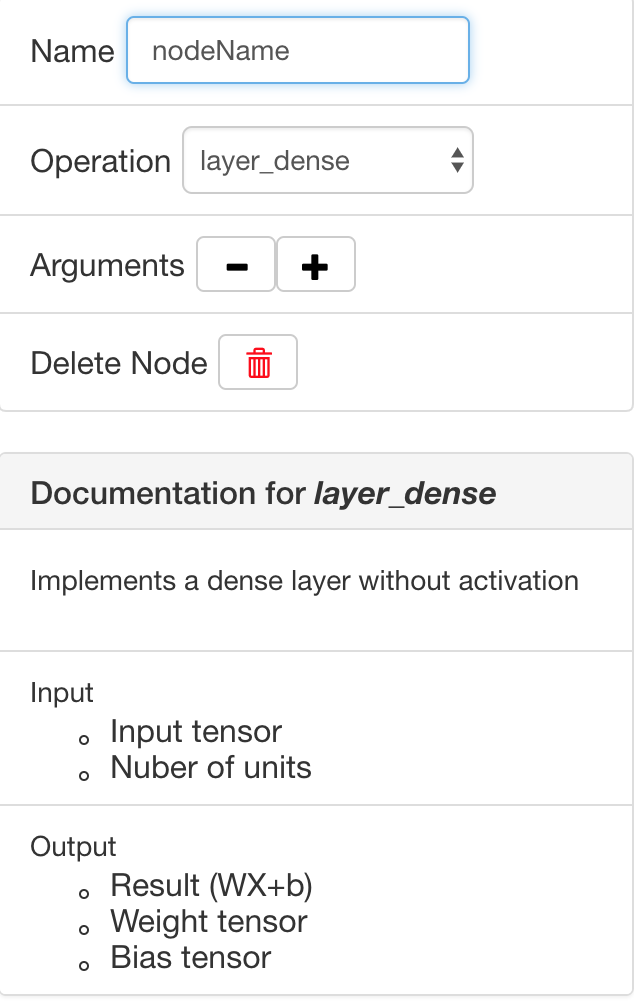 Name nodeName
Operation layer_dense
Arguments - +
Delete Node
Documentation for layer_dense
Implements a dense layer without activation
Input
Input tensor
Nuber of units
Output
Result (WX+b)
Weight tensor
Bias tensor